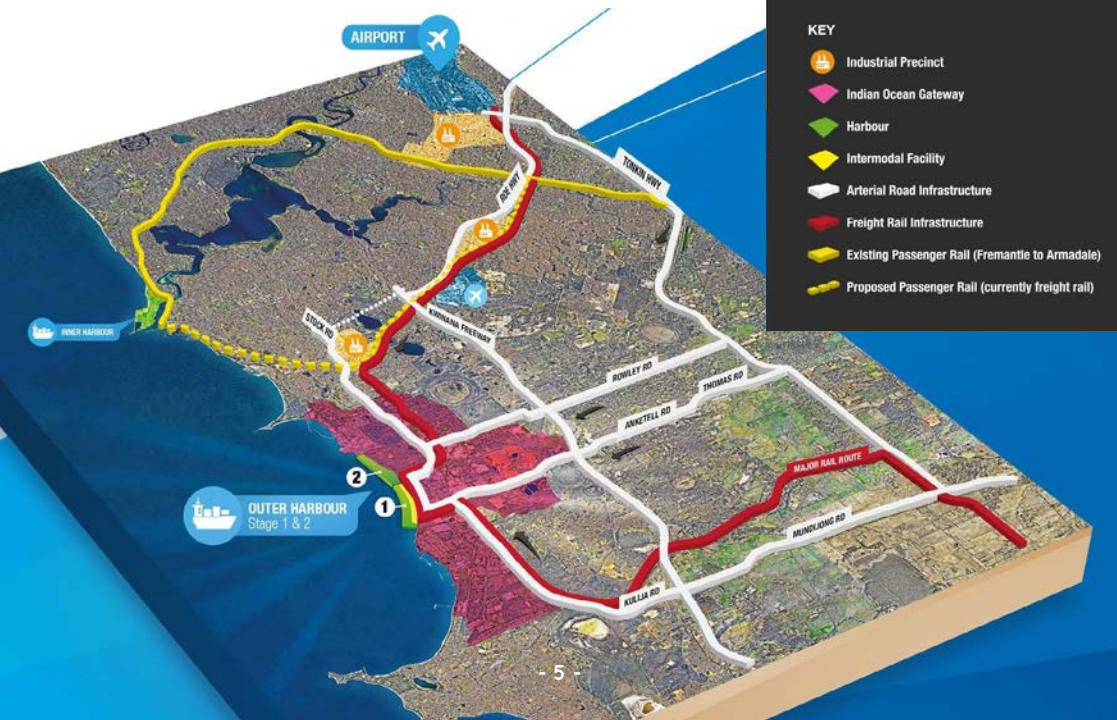 AIRPORT
KEY
Industrial Precinct
Indian Ocean Gateway
Harbour
Intermodal Facility
Arterial Road Infrastructure
Freight Rail Infrastructure
Existing Passenger Rail (Fremantle to Armadale)
Proposed Passenger Rail (currently freight rail)
TONKIN HWY
ROE HWY
INNER HARBOUR
STOCK RD
KWINANA FREEWAY
ROWLEY RD
THOMAS RD
ANKETELL RD
MAJOR RAIL ROUTE
2
1
OUTER HARBOUR
Stage 1 & 2
MUNDIJONG RD
KULIJA RD
- 5 -